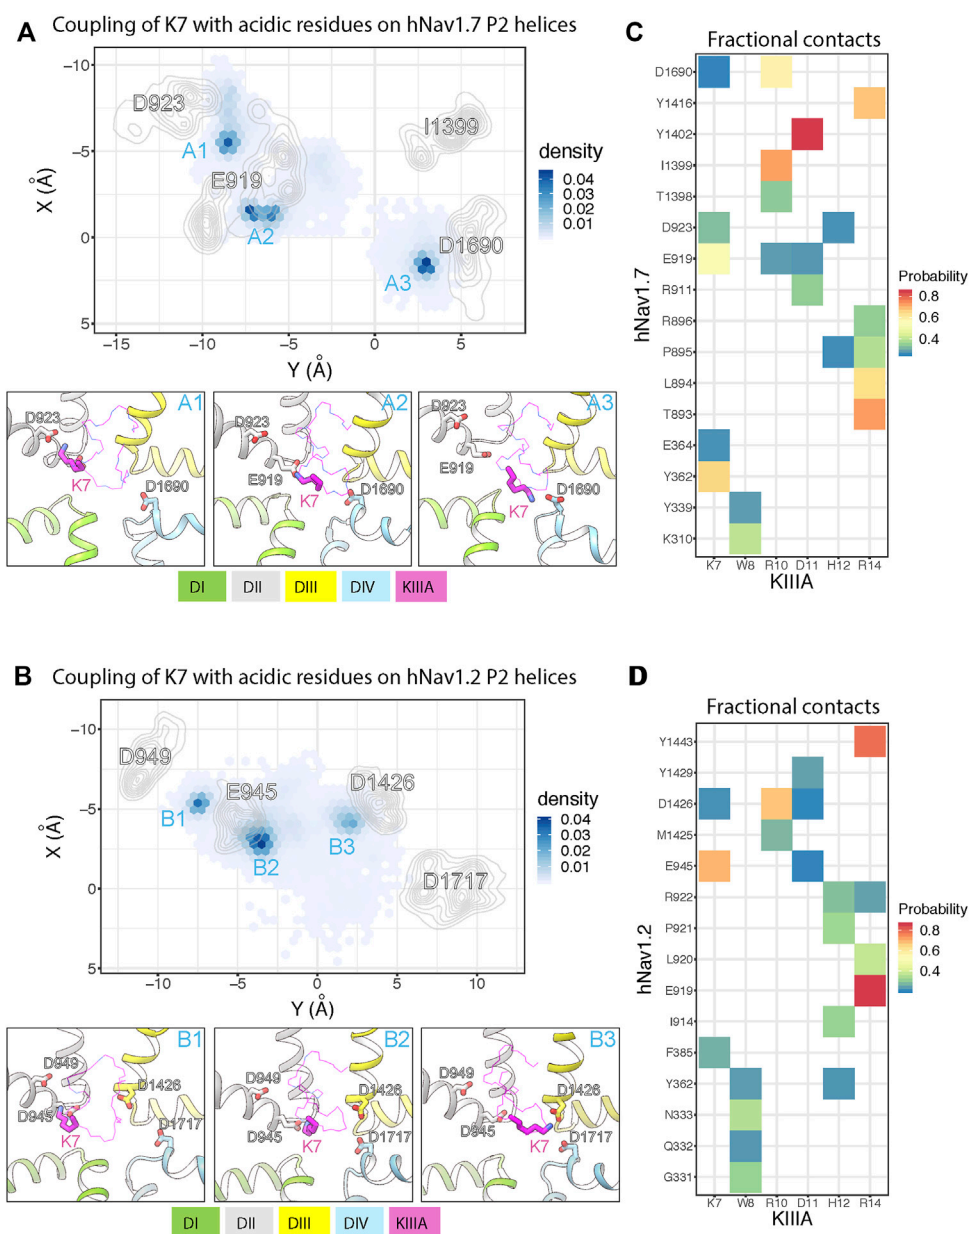 A
Coupling of K7 with acidic residues on hNav1.7 P2 helices
−10
−5
0
5
X (Å)
D923
I1399
A1
E919
A2
D1690
A3
−15
−10
−5
0
5
Y (Å)
density
0.04
0.03
0.02
0.01
A1
D923
K7
D1690
A2
D923
E919
K7
D1690
A3
D923
E919
K7
D1690
DI
DII
DIII
DIV
KIIIA
C
Fractional contacts
hNav1.7
D1690
Y1416
Y1402
I1399
T1398
D923
E919
R911
R896
P895
L894
T893
E364
Y362
Y339
K310
K7
W8
R10
D11
H12
R14
KIIIA
Probability
0.8
0.6
0.4
B
Coupling of K7 with acidic residues on hNav1.2 P2 helices
−10
−5
0
5
X (Å)
D949
E945
D1426
B1
B2
B3
D1717
−10
−5
0
5
10
Y (Å)
density
0.04
0.03
0.02
0.01
B1
D949
D1426
D945
K7
D1717
B2
D949
D1426
D945
K7
D1717
B3
D949
D1426
D945
K7
D1717
DI
DII
DIII
DIV
KIIIA
D
Fractional contacts
hNav1.2
Y1443
Y1429
D1426
M1425
E945
R922
P921
L920
E919
I914
F385
Y362
N333
Q332
G331
K7
W8
R10
D11
H12
R14
KIIIA
Probability
0.8
0.6
0.4